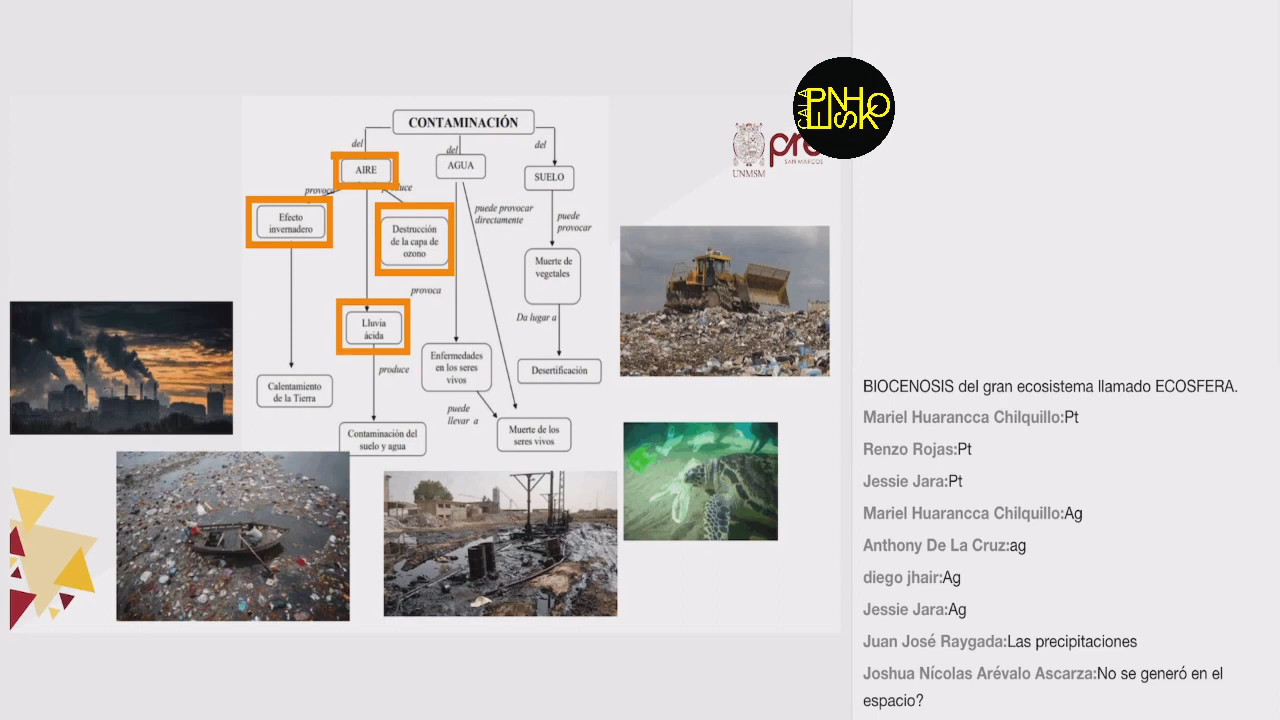 CONTAMINACIÓN
del
del
del
AIRE
AGUA
SUELO
provoca
produce
puede provocar
directamente
puede
provocar
Efecto
invernadero
Destrucción
de la capa de
ozono
Muerte de
vegetales
provoca
Lluvia
ácida
Da lugar a
produce
Enfermedades
en los seres
vivos
Desertificación
Calentamiento
de la Tierra
puede
llevar a
Contaminación del
suelo y agua
Muerte de los
seres vivos
UNMSM
SAN MARCOS
BIOCENOSIS del gran ecosistema llamado ECOSFERA.
Mariel Huarancca Chilquillo:Pt
Renzo Rojas:Pt
Jessie Jara:Pt
Mariel Huarancca Chilquillo:Ag
Anthony De La Cruz:ag
diego jhair:Ag
Jessie Jara:Ag
Juan José Raygada:Las precipitaciones
Joshua Nícolas Arévalo Ascarza:No se generó en el
espacio?